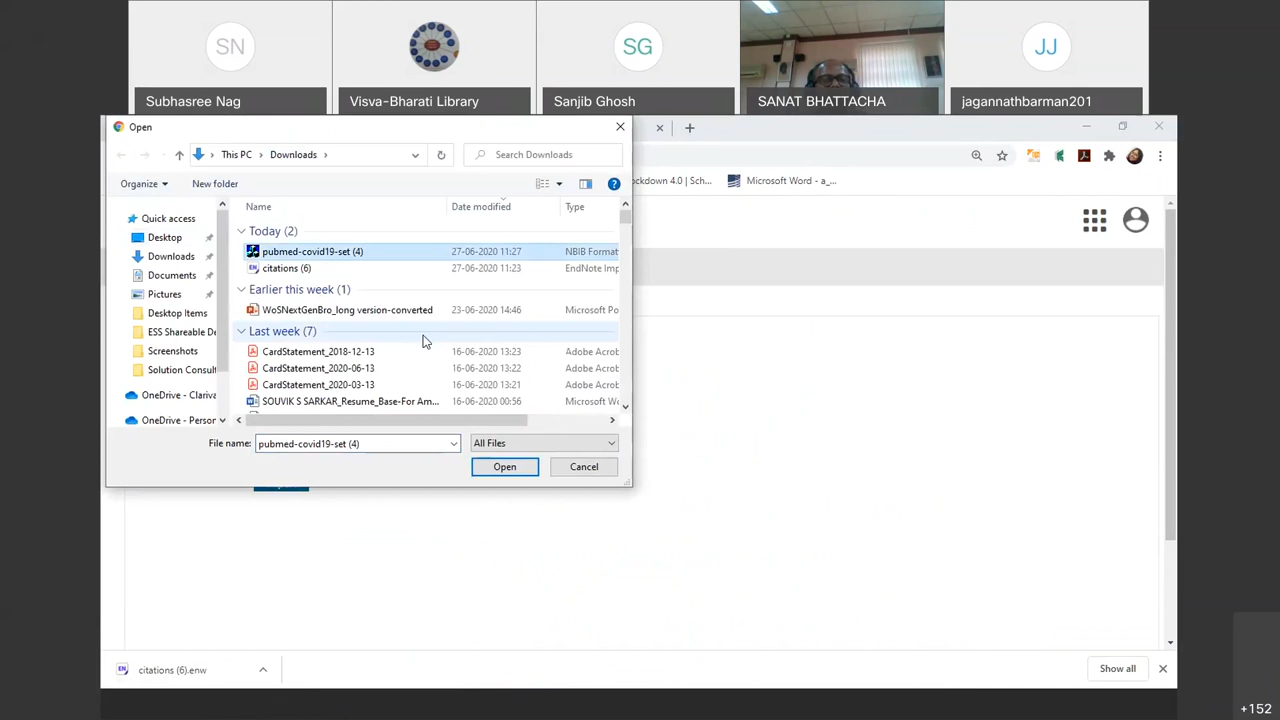 SN
SG
JJ
Subhasree Nag
Visva-Bharati Library
Sanjib Ghosh
SANAT BHATTACHA
jagannathbarman201
Open
This PC
Downloads
Search Downloads
ckdown 4.0 | Sch...
Microsoft Word - a_...
Organize
New folder
Name
Date modified
Type
Quick access
Desktop
Downloads
Documents
Pictures
Desktop Items
ESS Shareable De
Screenshots
Solution Consult
OneDrive - Clariva
OneDrive - Person
Today (2)
pubmed-covid19-set (4) 27-06-2020 11:27 NBIB Format
citations (6) 27-06-2020 11:23 EndNote Imp
Earlier this week (1)
WoSNextGenBro_long version-converted 23-06-2020 14:46 Microsoft Po
Last week (7)
CardStatement_2018-12-13 16-06-2020 13:23 Adobe Acrob
CardStatement_2020-06-13 16-06-2020 13:22 Adobe Acrob
CardStatement_2020-03-13 16-06-2020 13:21 Adobe Acrob
SOUVIK S SARKAR_Resume_Base-For Am... 16-06-2020 00:56 Microsoft Wo
File name: pubmed-covid19-set (4) All Files
Open
Cancel
EN citations (6).enw
Show all
+152